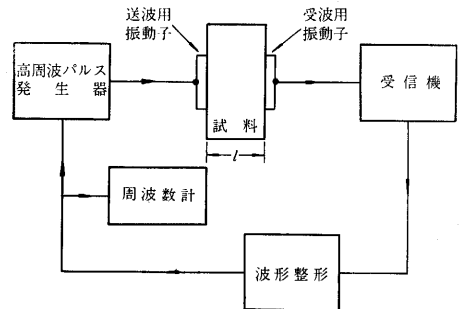 送波用
振動子
受波用
振動子
高周波パルス
発生器
試料
受信機
l
周波数計
波形整形